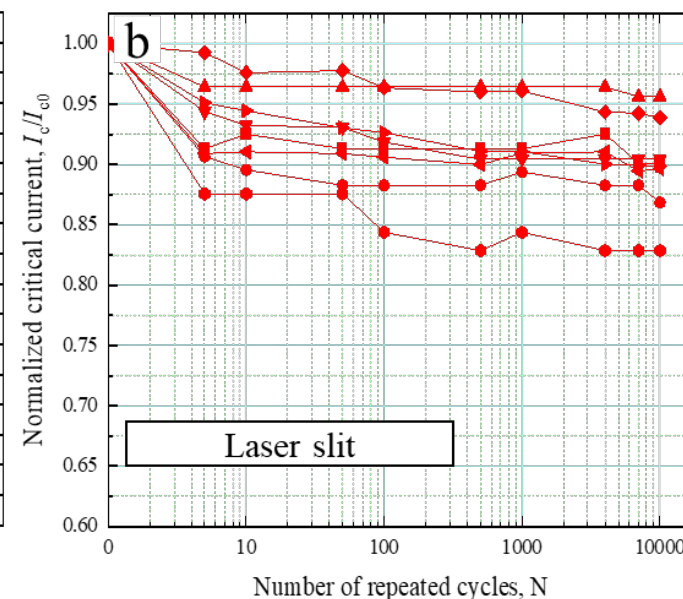 b
1.00
0.95
0.90
0.85
0.80
0.75
0.70
0.65
0.60
Normalized critical current, Ic/Ic0
Laser slit
0 10 100 1000 10000
Number of repeated cycles, N